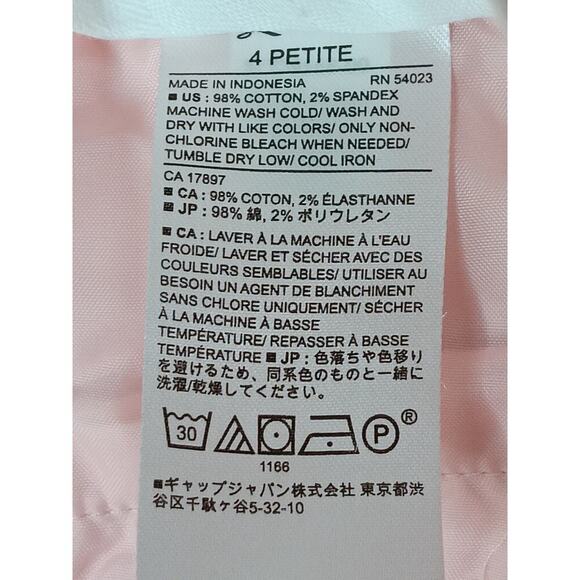 4 PETITE
MADE IN INDONESIA RN 54023
■ US : 98% COTTON, 2% SPANDEX
MACHINE WASH COLD/ WASH AND
DRY WITH LIKE COLORS/ ONLY NON-
CHLORINE BLEACH WHEN NEEDED/
TUMBLE DRY LOW/ COOL IRON
CA 17897
■ CA : 98% COTON, 2% ÉLASTHANNE
■ JP : 98% 綿, 2% ポリウレタン
■ CA : LAVER À LA MACHINE À L'EAU
FROIDE/ LAVER ET SÉCHER AVEC DES
COULEURS SEMBLABLES/ UTILISER AU
BESOIN UN AGENT DE BLANCHIMENT
SANS CHLORE UNIQUEMENT/ SÉCHER
À LA MACHINE À BASSE
TEMPÉRATURE/ REPASSER À BASSE
TEMPÉRATURE ■ JP : 色落ちや色移り
を避けるため、同系色のものと一緒に
洗濯/乾燥してください。
30 P ®
1166
■ギャップジャパン株式会社 東京都渋
谷区千駄ヶ谷5-32-10